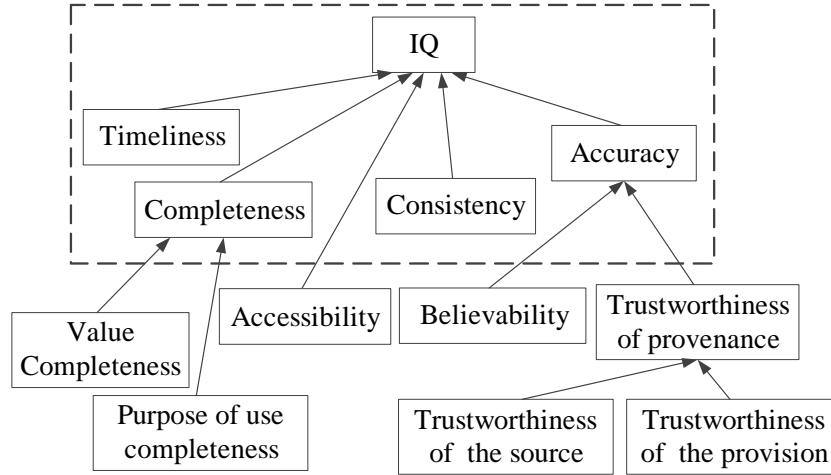 IQ
Timeliness
Accuracy
Completeness
Consistency
Accessibility
Believability
Trustworthiness
of provenance
Value
Completeness
Purpose of use
completeness
Trustworthiness
of the source
Trustworthiness
of the provision